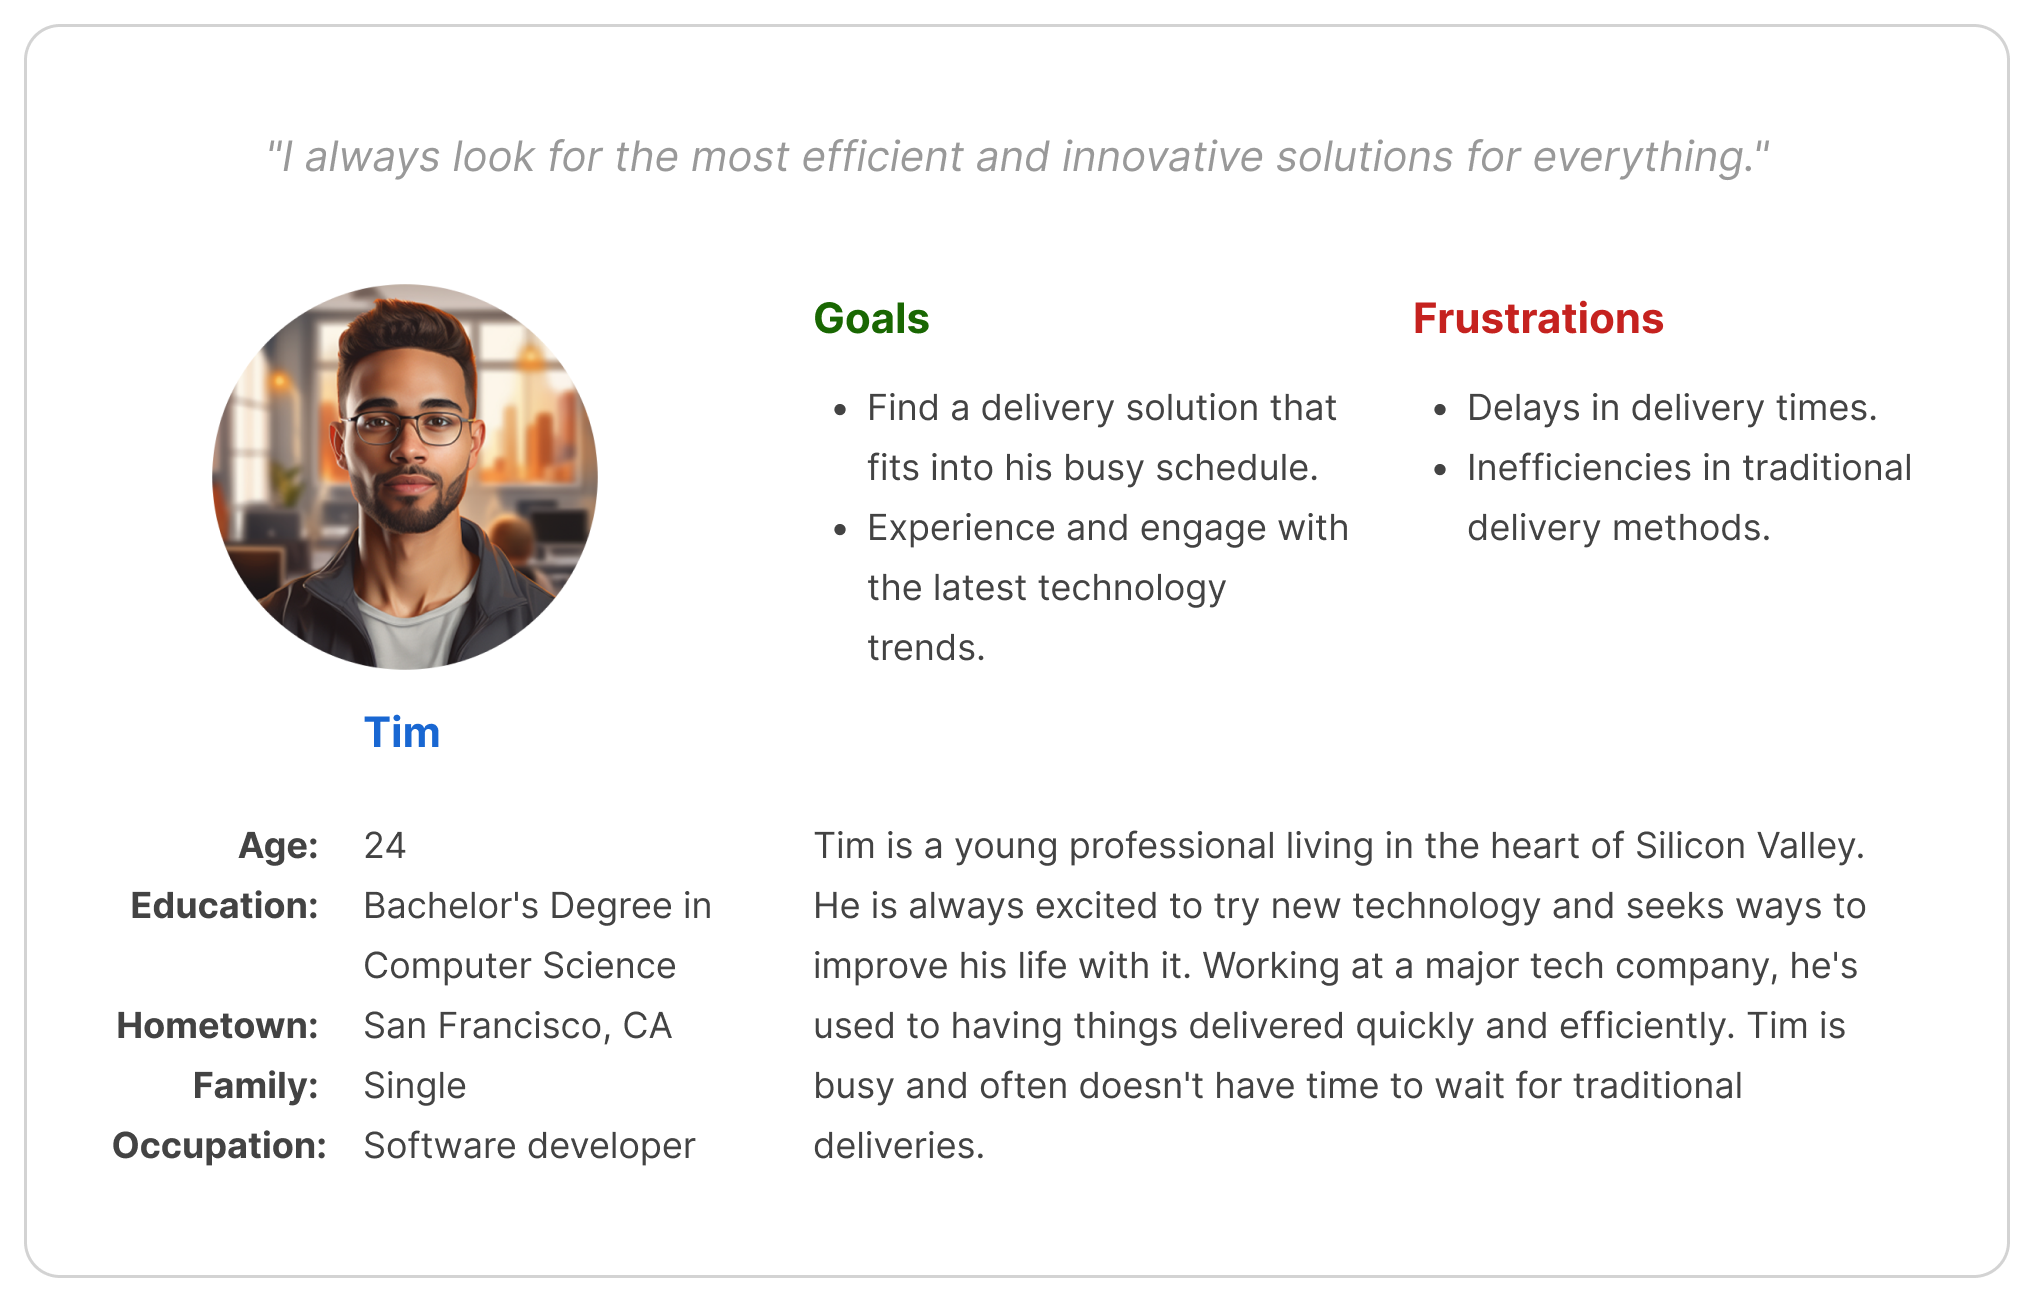 "I always look for the most efficient and innovative solutions for everything."
Goals
Find a delivery solution that
fits into his busy schedule.
Experience and engage with
the latest technology
trends.
Frustrations
Delays in delivery times.
Inefficiencies in traditional
delivery methods.
Tim
Age: 24
Education: Bachelor's Degree in
Computer Science
Hometown: San Francisco, CA
Family: Single
Occupation: Software developer
Tim is a young professional living in the heart of Silicon Valley.
He is always excited to try new technology and seeks ways to
improve his life with it. Working at a major tech company, he's
used to having things delivered quickly and efficiently. Tim is
busy and often doesn't have time to wait for traditional
deliveries.